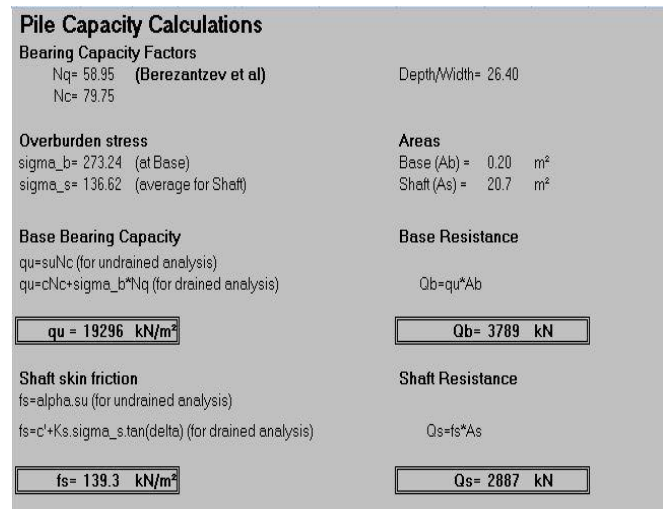 Pile Capacity Calculations
Bearing Capacity Factors
Nq= 58.95 (Berezantzev et al) Depth/Width= 26.40
Nc= 79.75
Overburden stress Areas
sigma_b= 273.24 (at Base) Base (Ab) = 0.20 m²
sigma_s= 136.62 (average for Shaft) Shaft (As) = 20.7 m²
Base Bearing Capacity Base Resistance
qu=suNc (for undrained analysis)
qu=cNc+sigma_b*Nq (for drained analysis) Qb=qu*Ab
qu = 19296 kN/m² Qb= 3789 kN
Shaft skin friction Shaft Resistance
fs=alpha.su (for undrained analysis)
fs=c'+Ks.sigma_s.tan(delta) (for drained analysis) Qs=fs*As
fs= 139.3 kN/m² Qs= 2887 kN